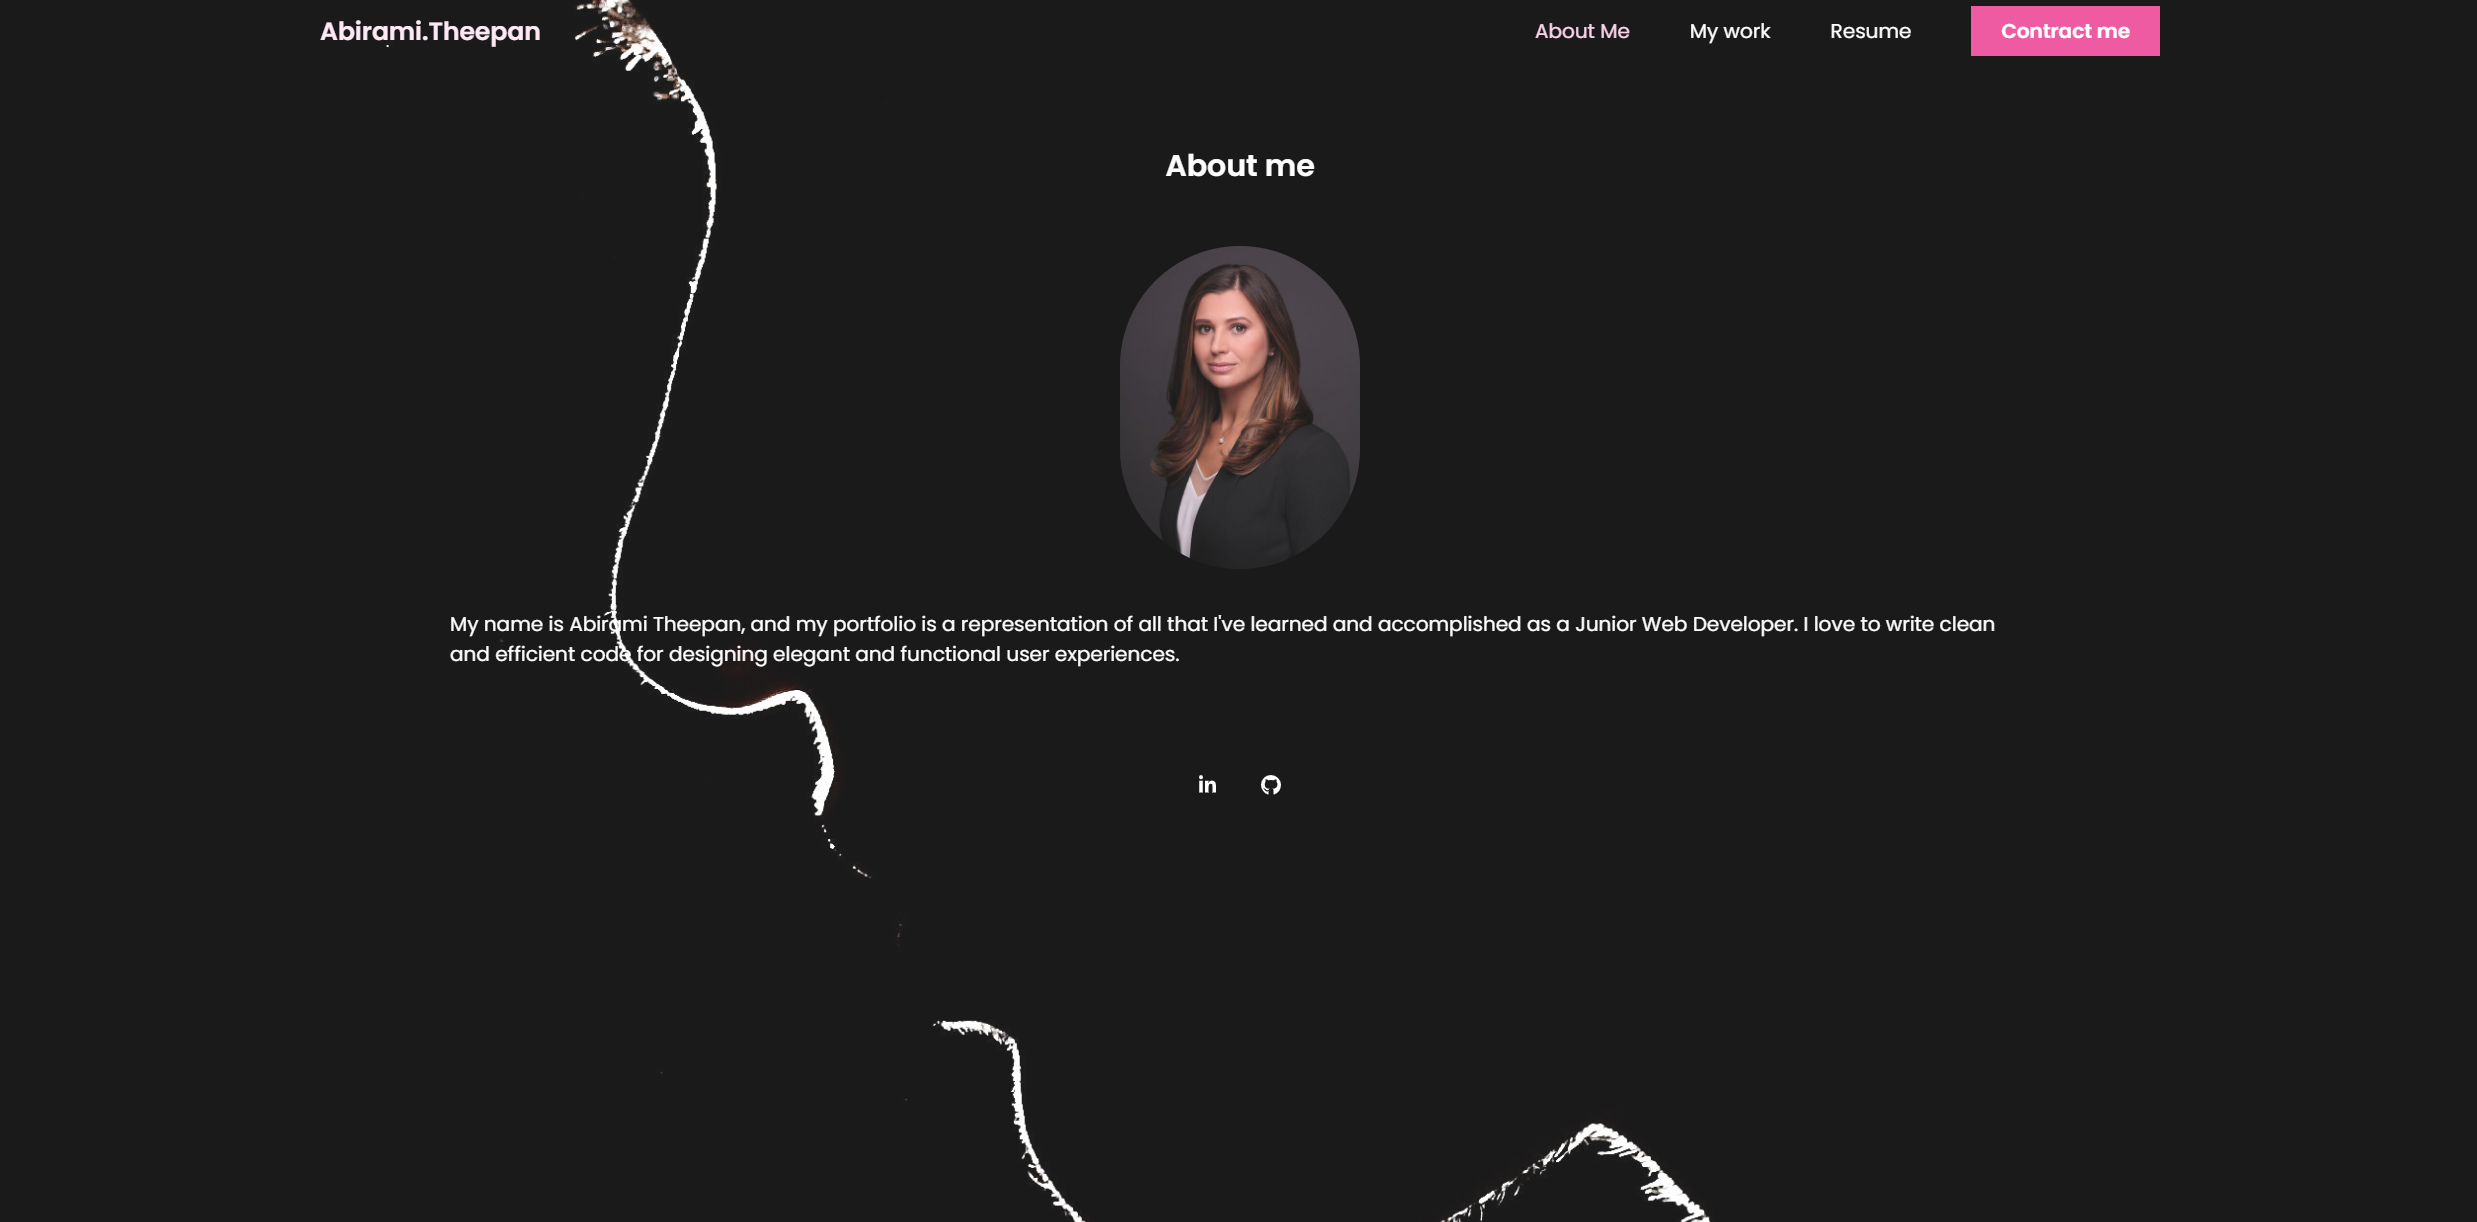 Abirami.Theepan
About Me
My work
Resume
Contract me
About me
My name is Abirami Theepan, and my portfolio is a representation of all that I've learned and accomplished as a Junior Web Developer. I love to write clean
and efficient code for designing elegant and functional user experiences.
in